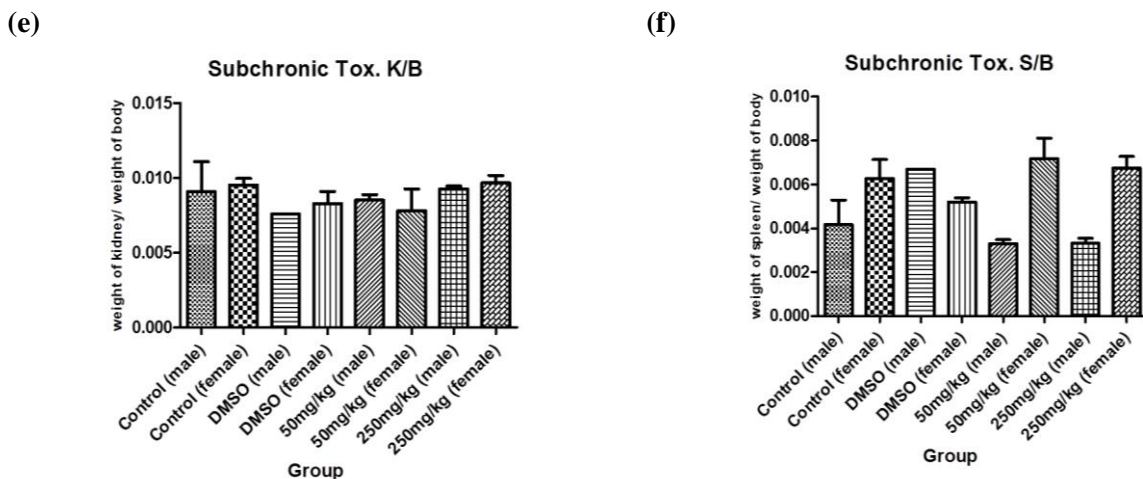 (e)
Subchronic Tox. K/B
weight of kidney/ weight of body
0.015
0.010
0.005
0.000
Control (male)
Control (female)
DMSO (male)
DMSO (female)
50mg/kg (male)
50mg/kg (female)
250mg/kg (male)
250mg/kg (female)
Group
(f)
Subchronic Tox. S/B
weight of spleen/ weight of body
0.010
0.008
0.006
0.004
0.002
0.000
Control (male)
Control (female)
DMSO (male)
DMSO (female)
50mg/kg (male)
50mg/kg (female)
250mg/kg (male)
250mg/kg (female)
Group